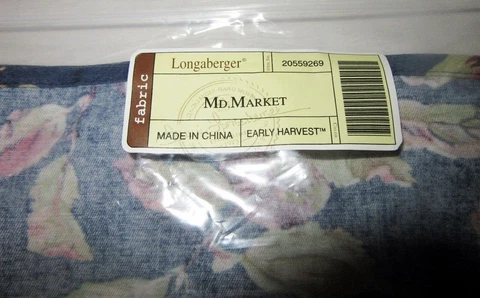 Longaberger®
20559269
fabric
MD. MARKET
MADE IN CHINA
EARLY HARVEST™